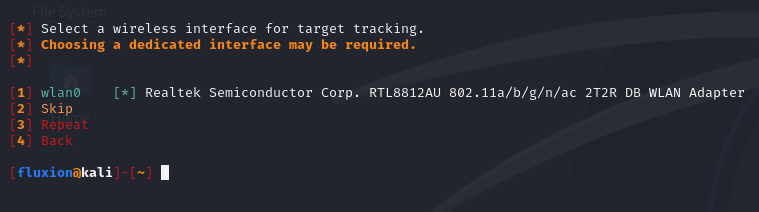 File System
[*] Select a wireless interface for target tracking.
[*] Choosing a dedicated interface may be required.
[*]
[1] wlan0 [*] Realtek Semiconductor Corp. RTL8812AU 802.11a/b/g/n/ac 2T2R DB WLAN Adapter
[2] Skip
[3] Repeat
[4] Back
[fluxion@kali]-[~]